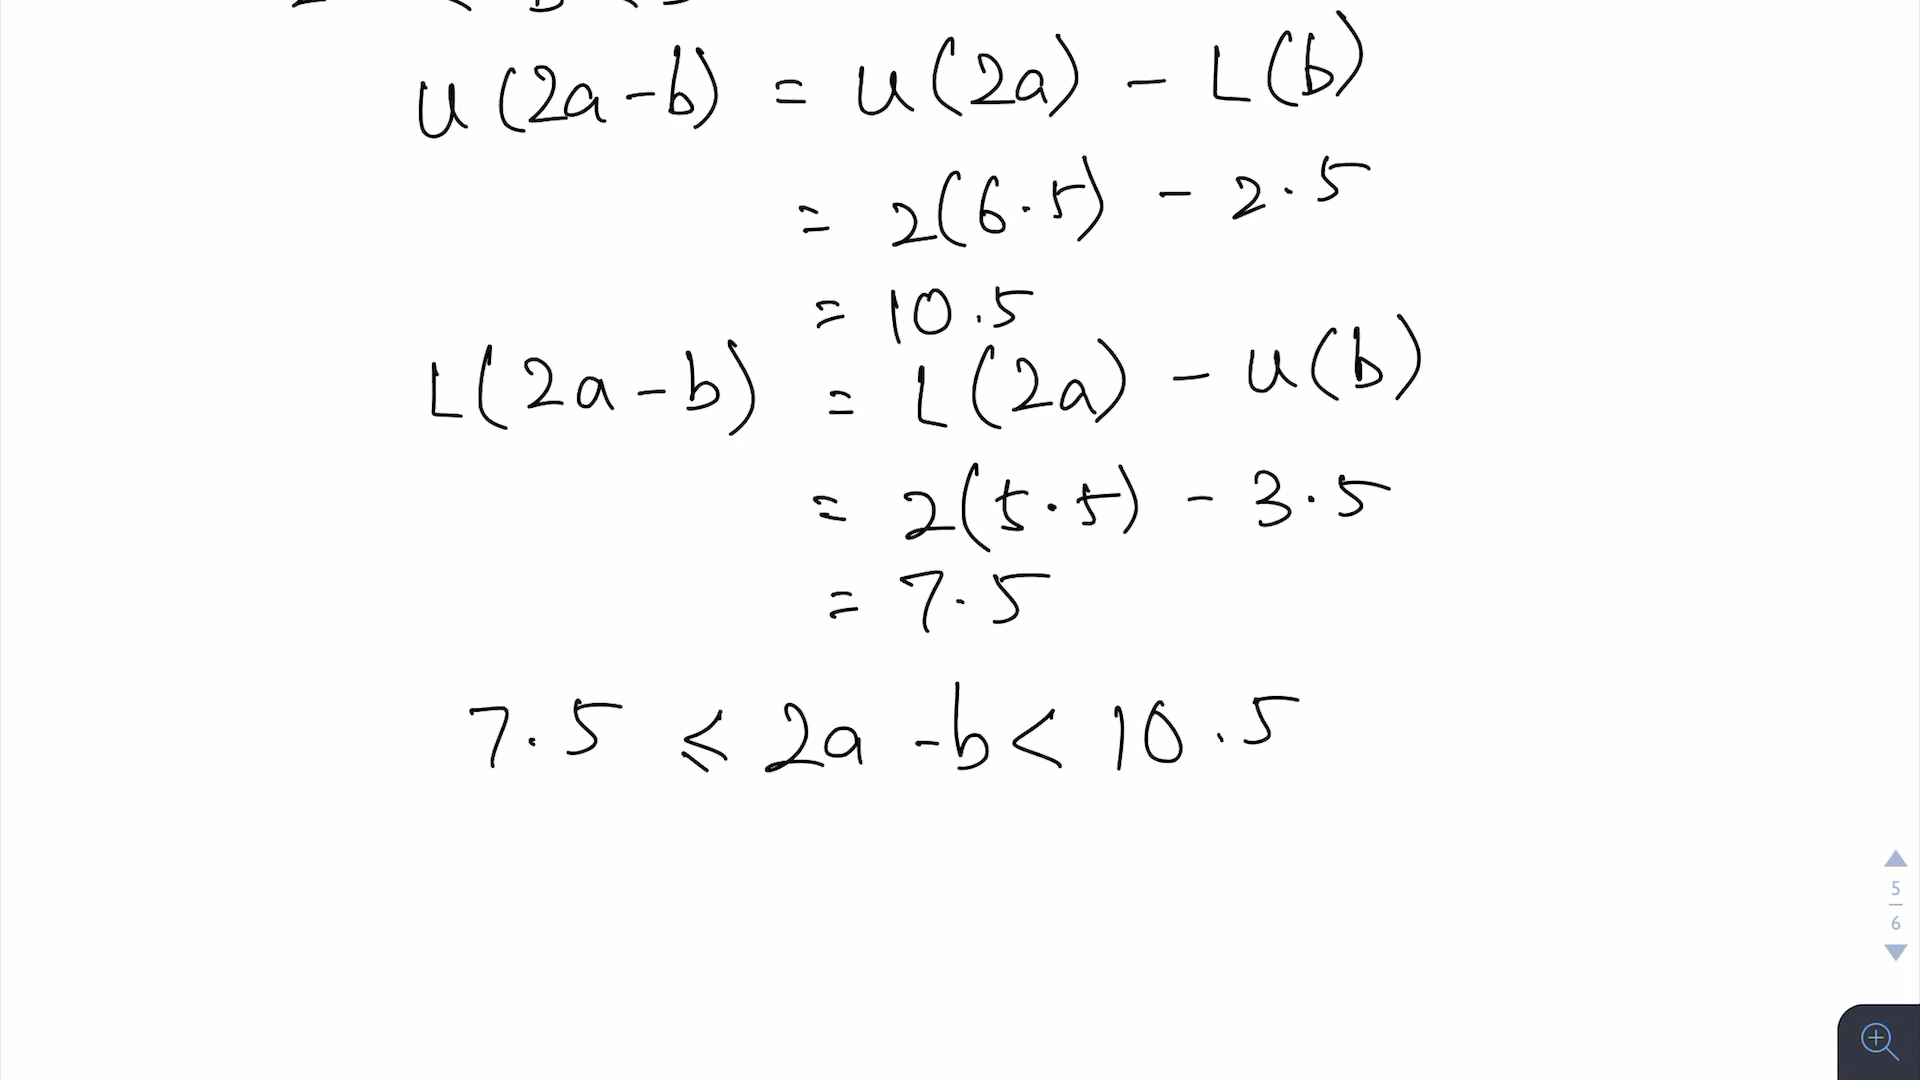 U(2a-b) = U(2a) - L(b)
= 2(6.5) - 2.5
= 10.5
L(2a-b) = L(2a) - U(b)
= 2(5.5) - 3.5
= 7.5
7.5 ≤ 2a - b < 10.5
5
6